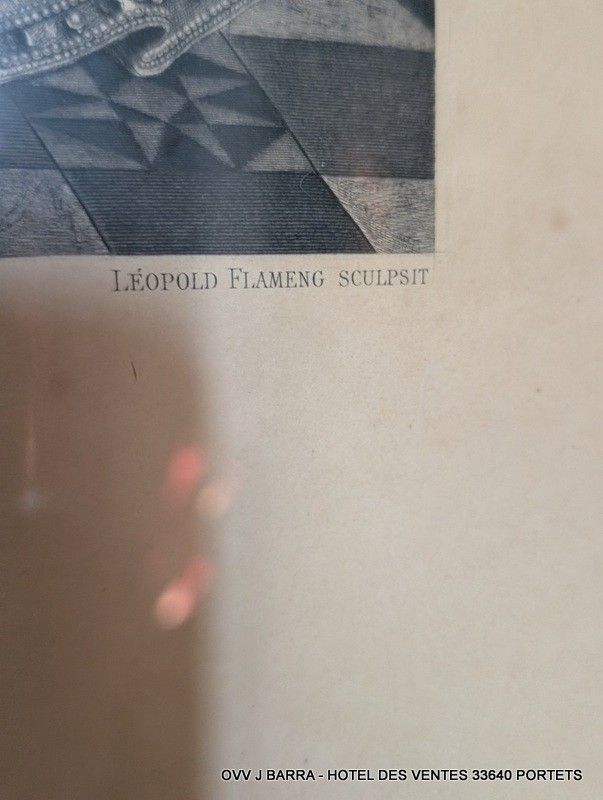 LÉOPOLD FLAMENG SCULPSIT
OVV J BARRA - HOTEL DES VENTES 33640 PORTETS